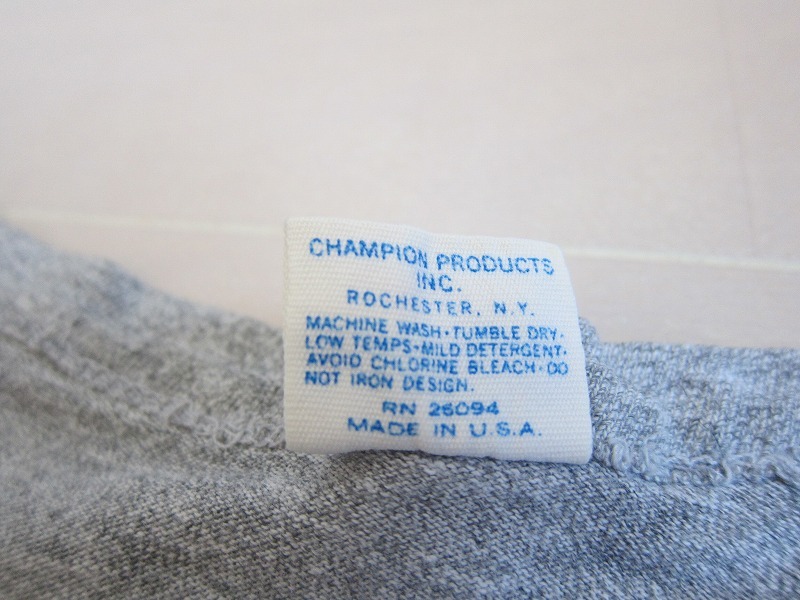 CHAMPION PRODUCTS
INC.
ROCHESTER, N.Y.
MACHINE WASH·TUMBLE DRY·
LOW TEMPS·MILD DETERGENT·
AVOID CHLORINE BLEACH·DO
NOT IRON DESIGN.
RN 26094
MADE IN U.S.A.